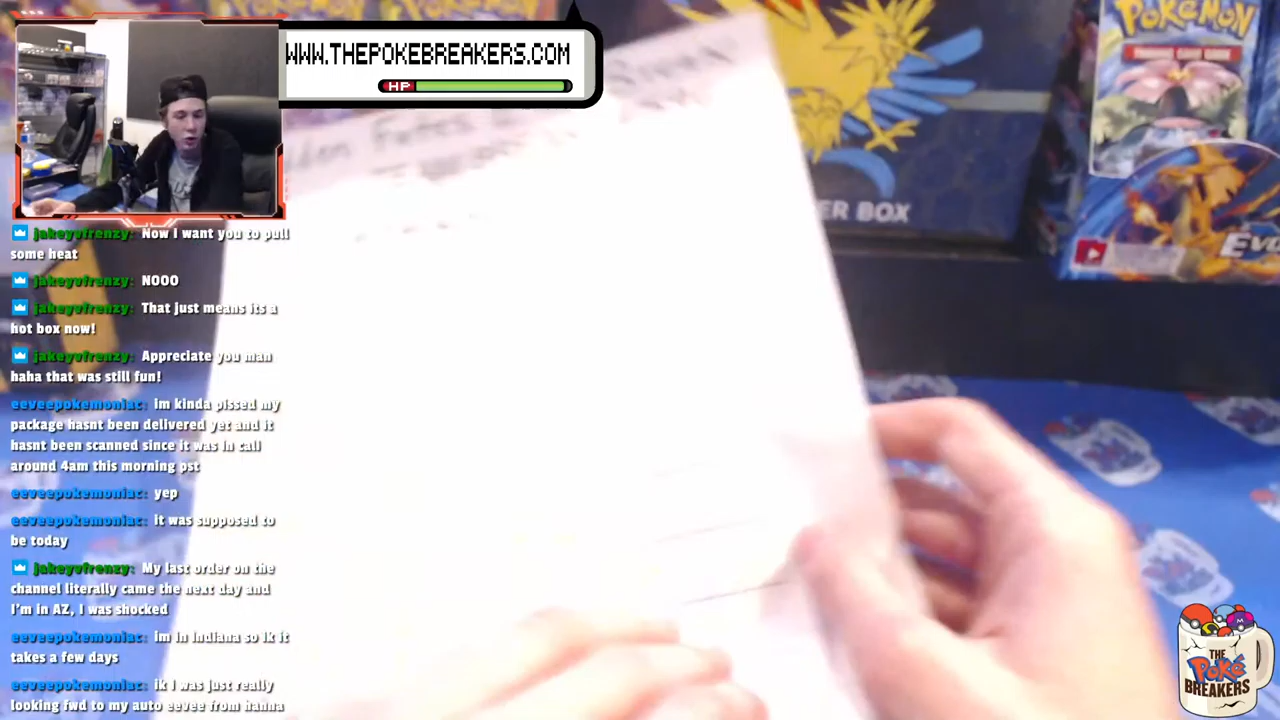 WWW.THEPOKEBREAKERS.COM
HP
POKÉMON
TRADING CARD GAME
ER BOX
EVO
jakeyvfrenzy: Now i want you to pull
some heat
jakeyvfrenzy: NOOO
jakeyvfrenzy: That just means its a
hot box now!
jakeyvfrenzy: Appreciate you man
haha that was still fun!
eeveepokemoniac: im kinda pissed my
package hasnt been delivered yet and it
hasnt been scanned since it was in cali
around 4am this morning pst
eeveepokemoniac: yep
eeveepokemoniac: it was supposed to
be today
jakeyvfrenzy: My last order on the
channel literally came the next day and
I'm in AZ, I was shocked
eeveepokemoniac: im in indiana so ik it
takes a few days
eeveepokemoniac: ik I was just really
looking fwd to my auto eevee from hanna
THE
Poké
BREAKERS